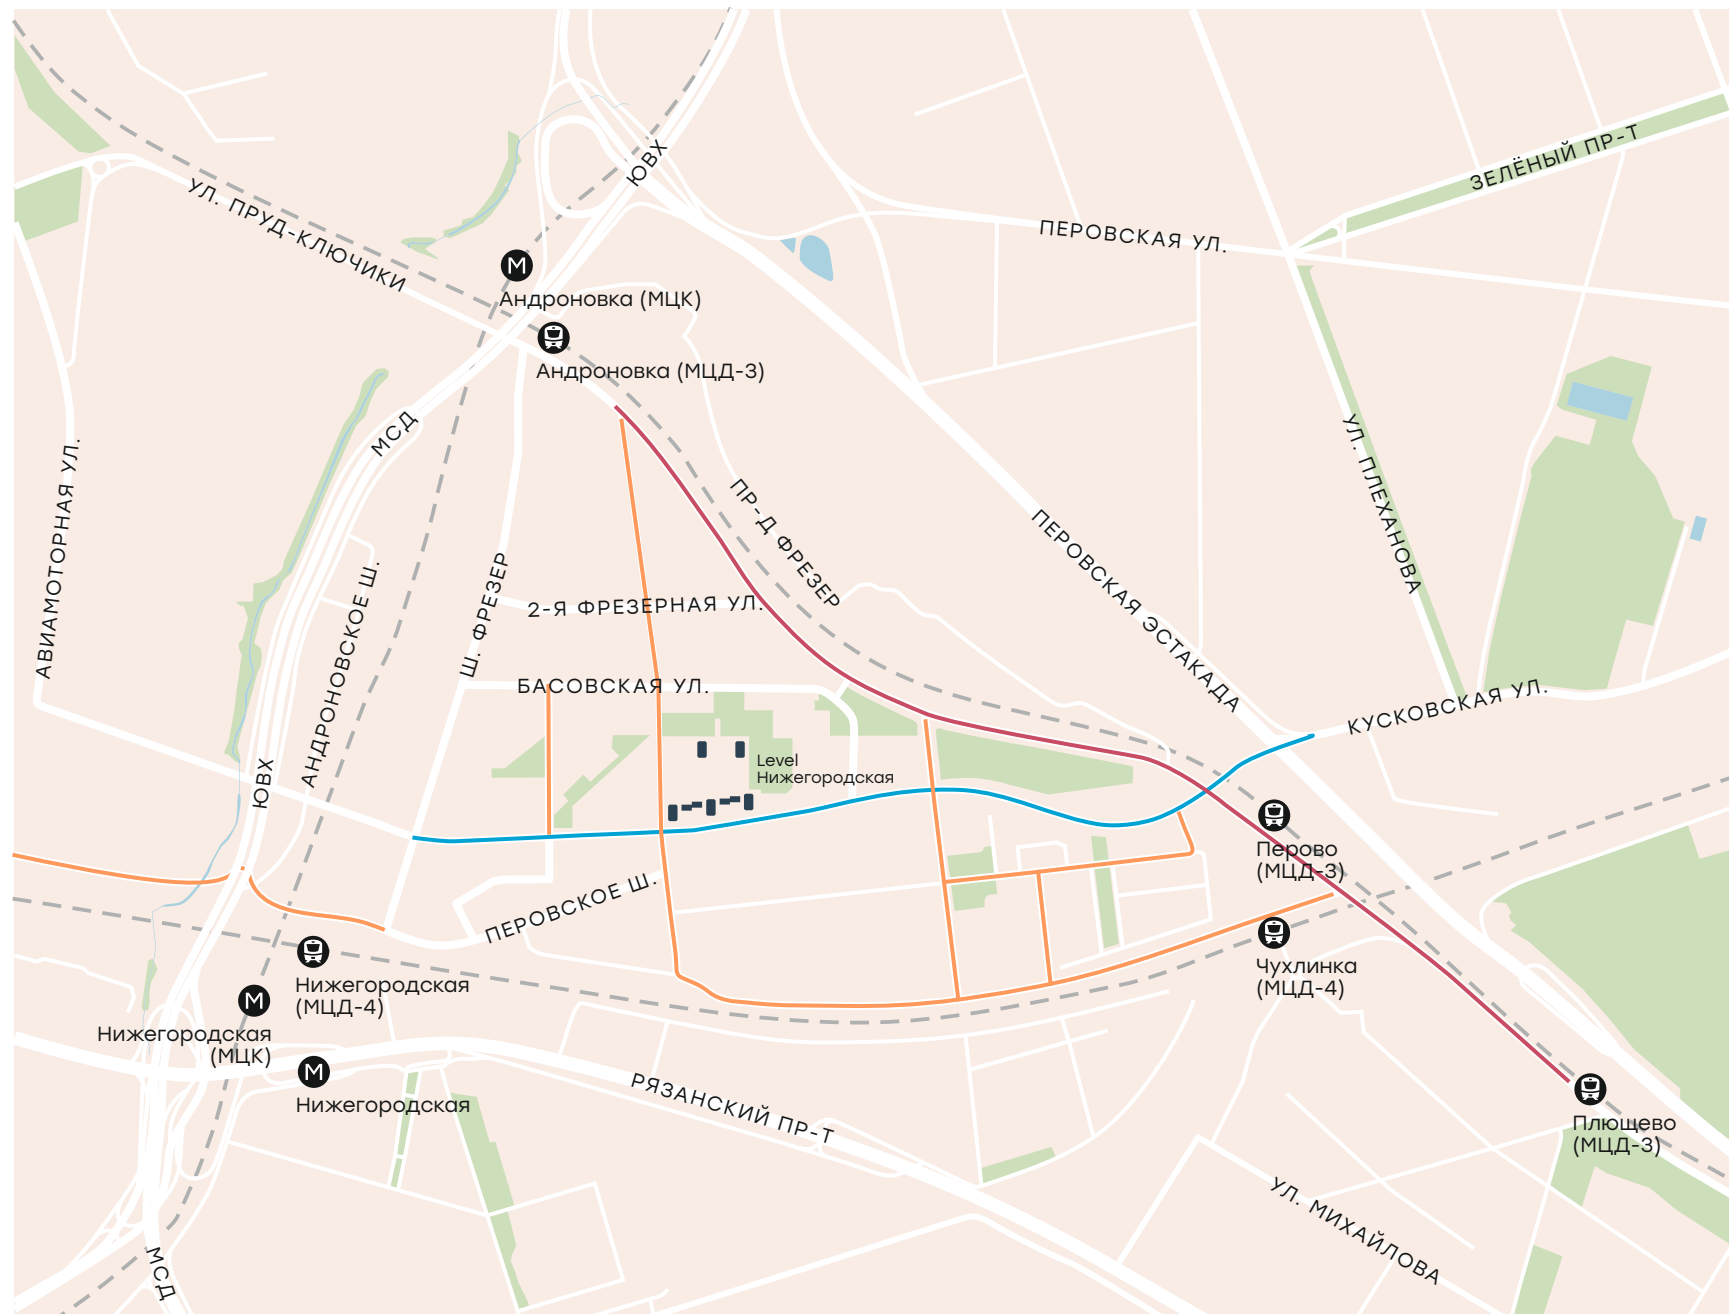 ЮВХ
ЗЕЛЁНЫЙ ПР-Т
УЛ. ПРУД-КЛЮЧИКИ
ПЕРОВСКАЯ УЛ.
М
Андроновка (МЦК)
Андроновка (МЦД-3)
МСД
АВИАМОТОРНАЯ УЛ.
ПР-Д ФРЕЗЕР
УЛ. ПЛЕХАНОВА
ПЕРОВСКАЯ ЭСТАКАДА
АНДРОНОВСКОЕ Ш.
Ш. ФРЕЗЕР
2-Я ФРЕЗЕРНАЯ УЛ.
БАСОВСКАЯ УЛ.
КУСКОВСКАЯ УЛ.
ЮВХ
Level
Нижегородская
Перово
(МЦД-3)
ПЕРОВСКОЕ Ш.
Чухлинка
(МЦД-4)
Нижегородская
(МЦД-4)
М
Нижегородская
(МЦК)
М
Нижегородская
РЯЗАНСКИЙ ПР-Т
Плющево
(МЦД-3)
УЛ. МИХАЙЛОВА
МСД